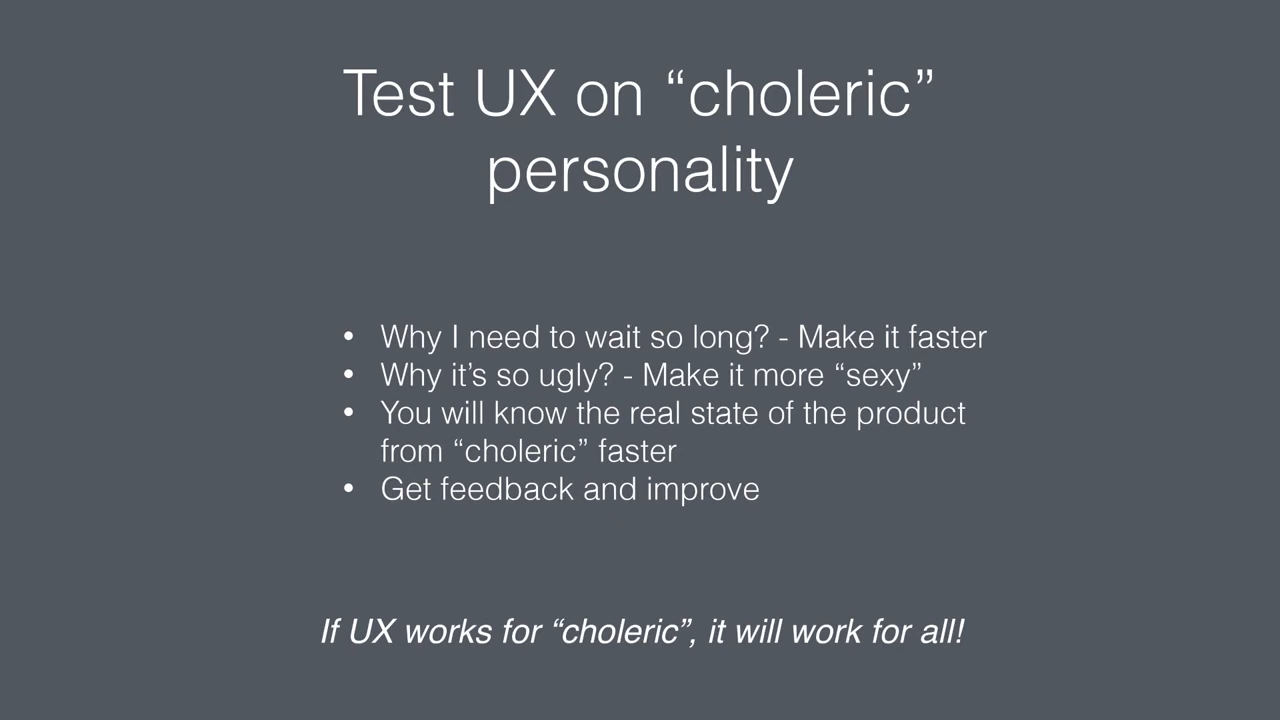 Test UX on “choleric”
personality
• Why I need to wait so long? - Make it faster
• Why it’s so ugly? - Make it more “sexy”
• You will know the real state of the product
from “choleric” faster
• Get feedback and improve
If UX works for “choleric”, it will work for all!